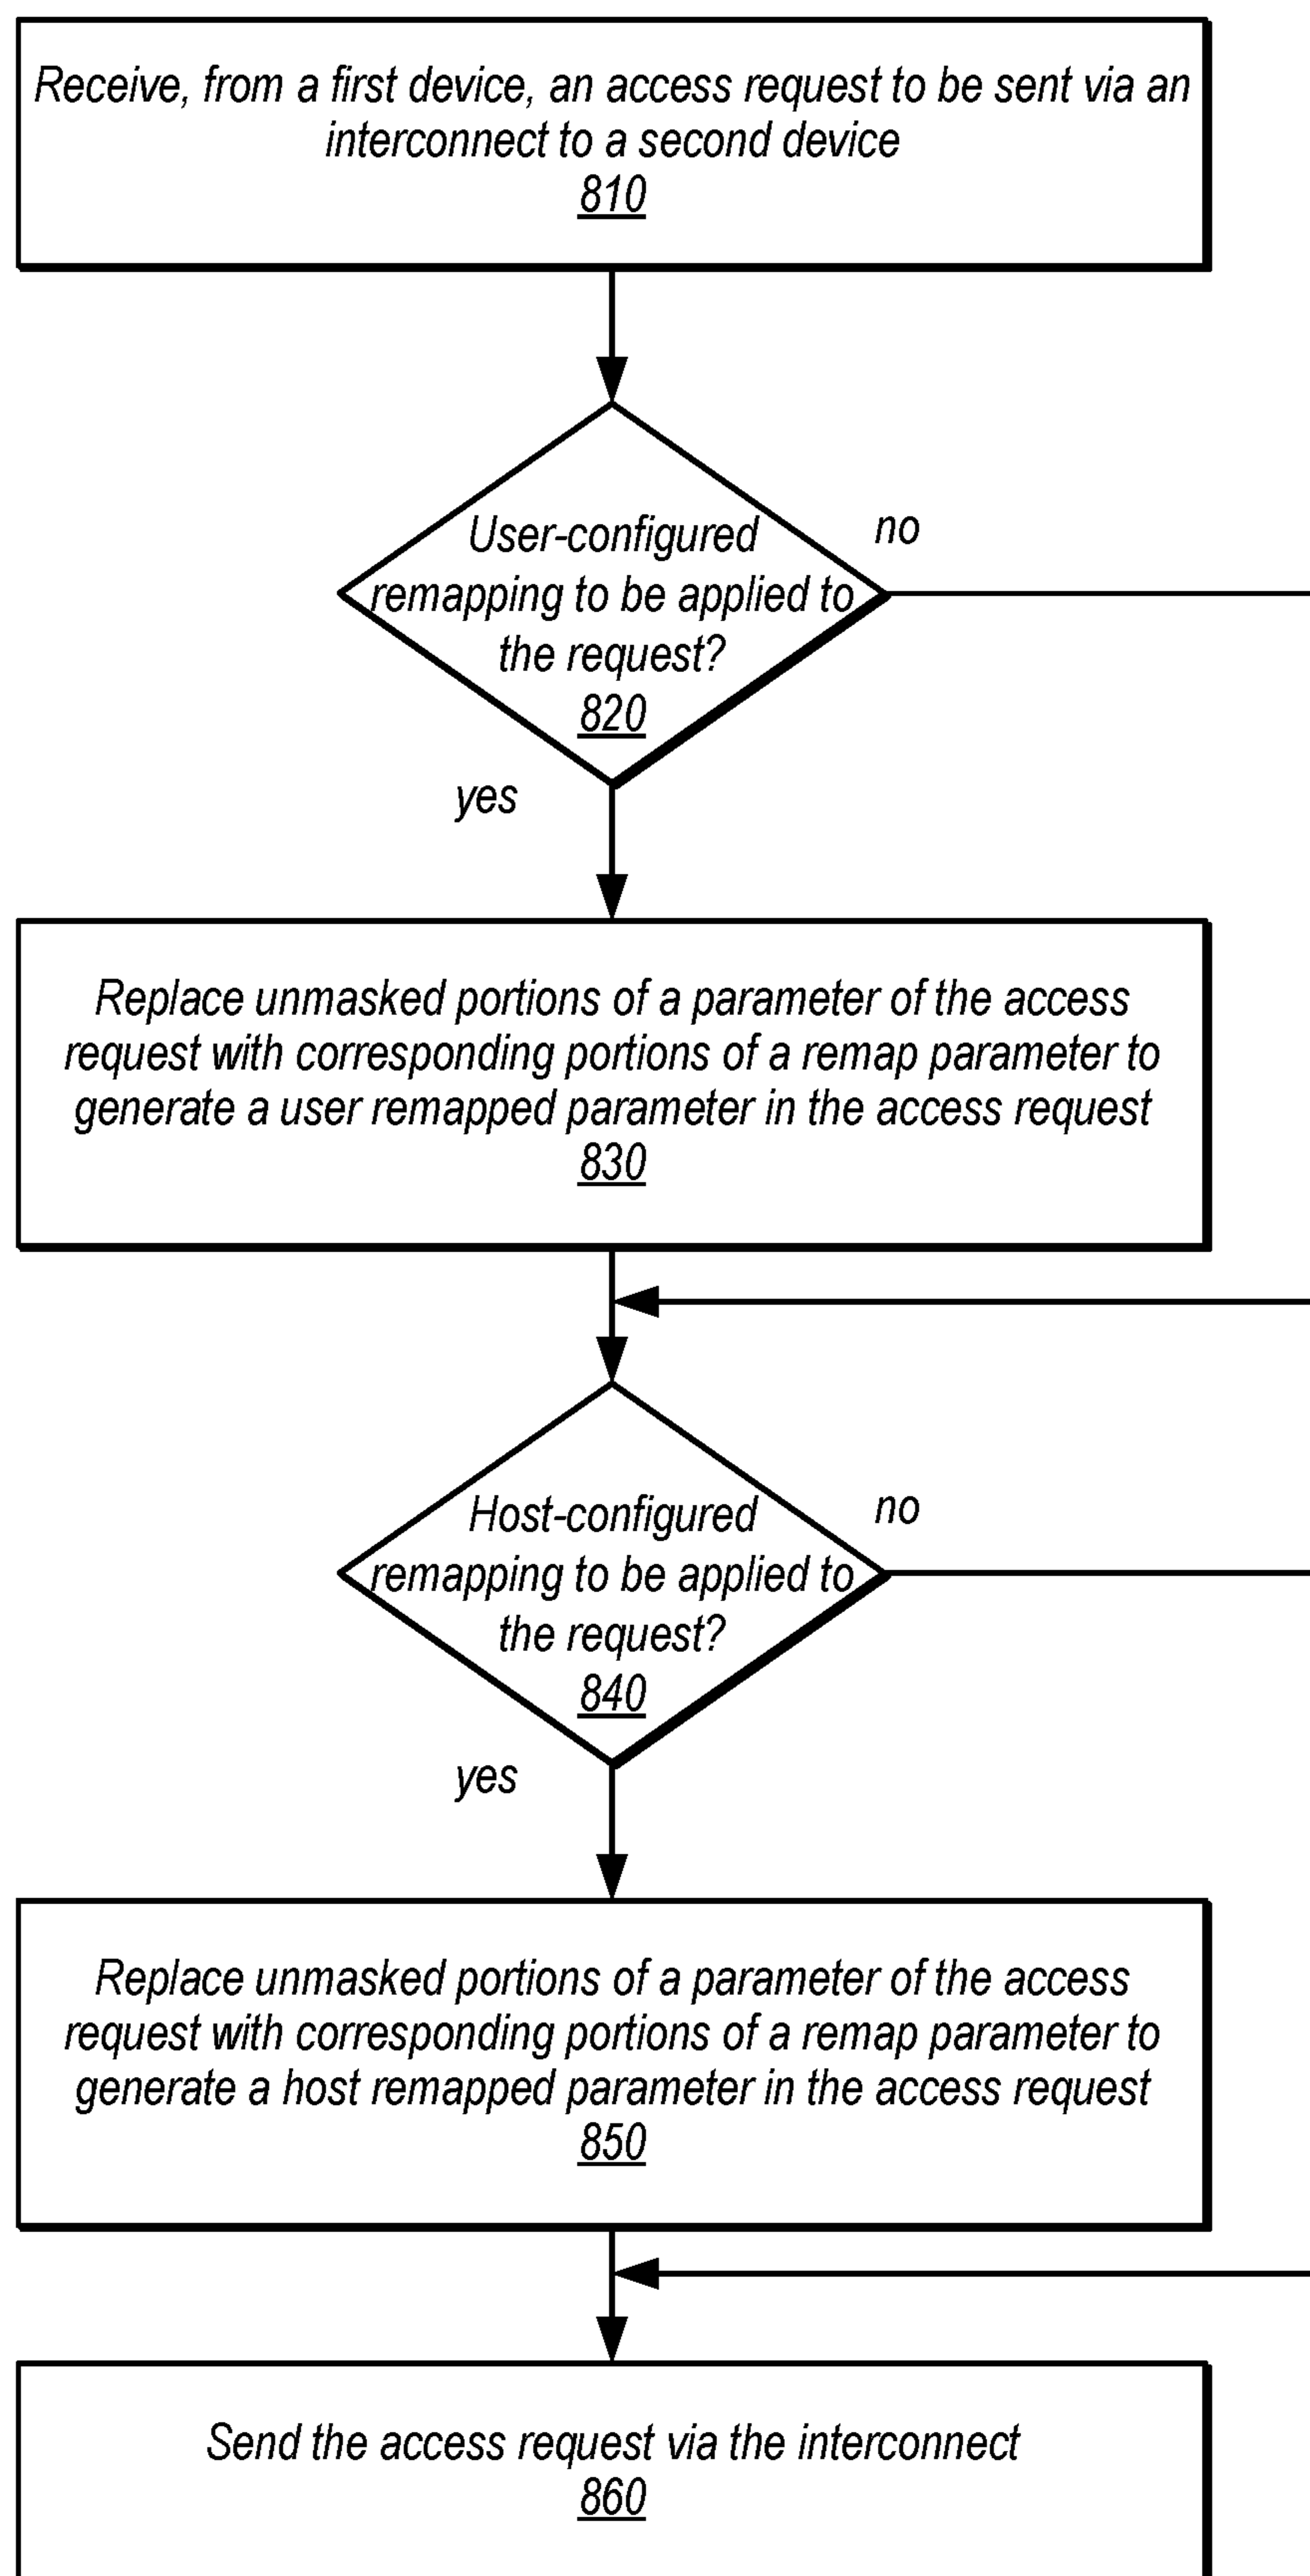 Receive, from a first device, an access request to be sent via an
interconnect to a second device
810
User-configured
remapping to be applied to
the request?
820
no
yes
Replace unmasked portions of a parameter of the access
request with corresponding portions of a remap parameter to
generate a user remapped parameter in the access request
830
Host-configured
remapping to be applied to
the request?
840
no
yes
Replace unmasked portions of a parameter of the access
request with corresponding portions of a remap parameter to
generate a host remapped parameter in the access request
850
Send the access request via the interconnect
860